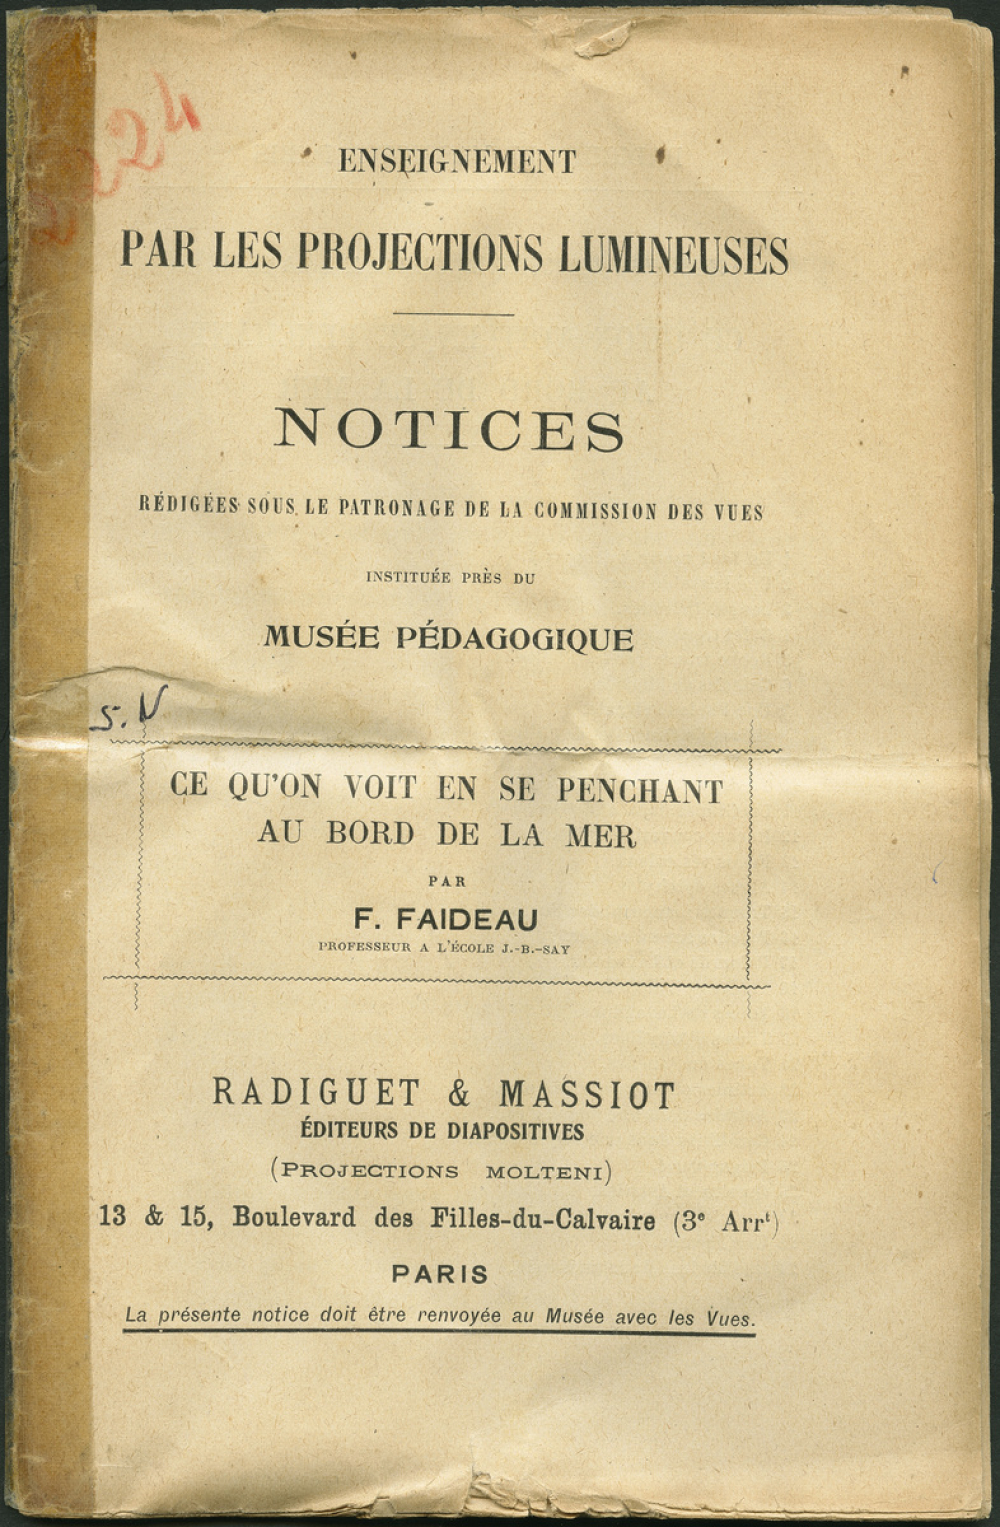 24
ENSEIGNEMENT
PAR LES PROJECTIONS LUMINEUSES
NOTICES
RÉDIGÉES SOUS LE PATRONAGE DE LA COMMISSION DES VUES
INSTITUÉE PRÈS DU
MUSÉE PÉDAGOGIQUE
S. V
CE QU'ON VOIT EN SE PENCHANT
AU BORD DE LA MER
PAR
F. FAIDEAU
PROFESSEUR A L'ÉCOLE J.-B.-SAY
RADIGUET & MASSIOT
ÉDITEURS DE DIAPOSITIVES
(PROJECTIONS MOLTENI)
13 & 15, Boulevard des Filles-du-Calvaire (3e Arrt)
PARIS
La présente notice doit être renvoyée au Musée avec les Vues.